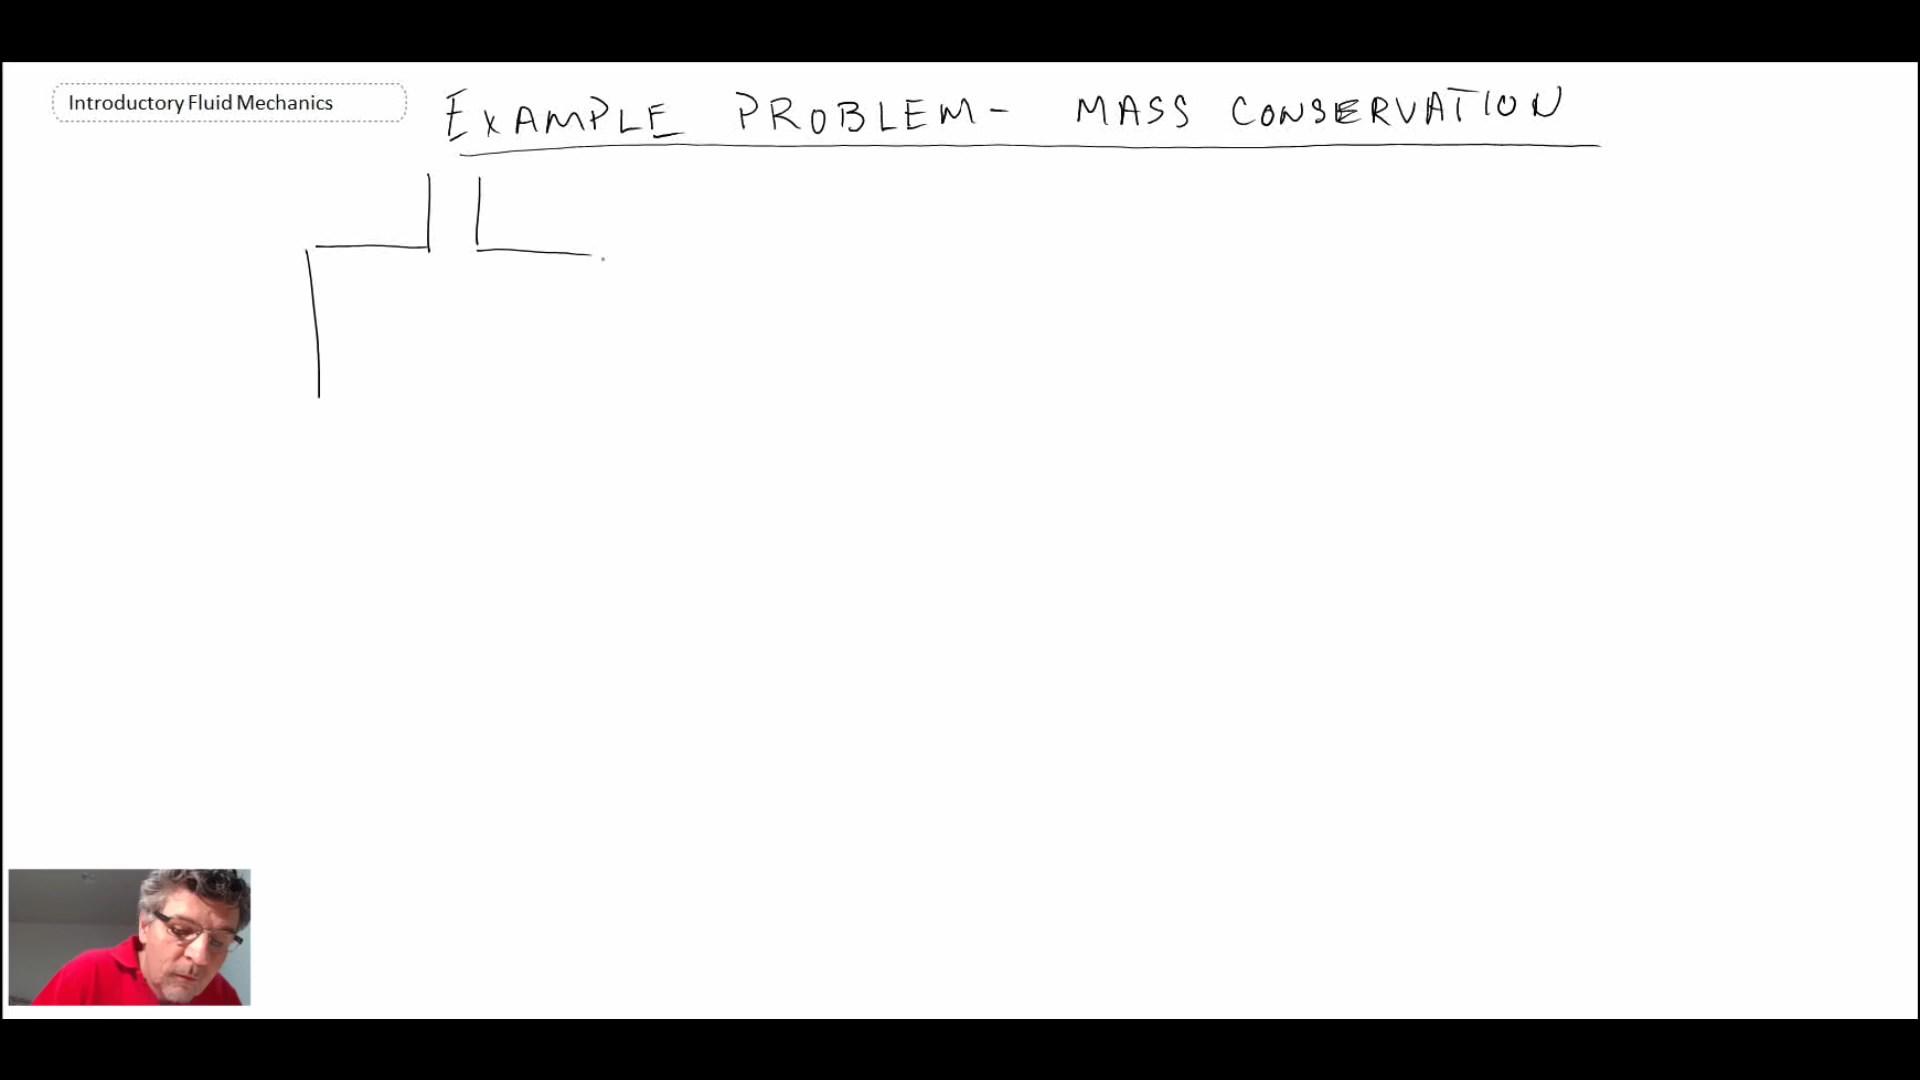 Introductory Fluid Mechanics
EXAMPLE PROBLEM - MASS CONSERVATION